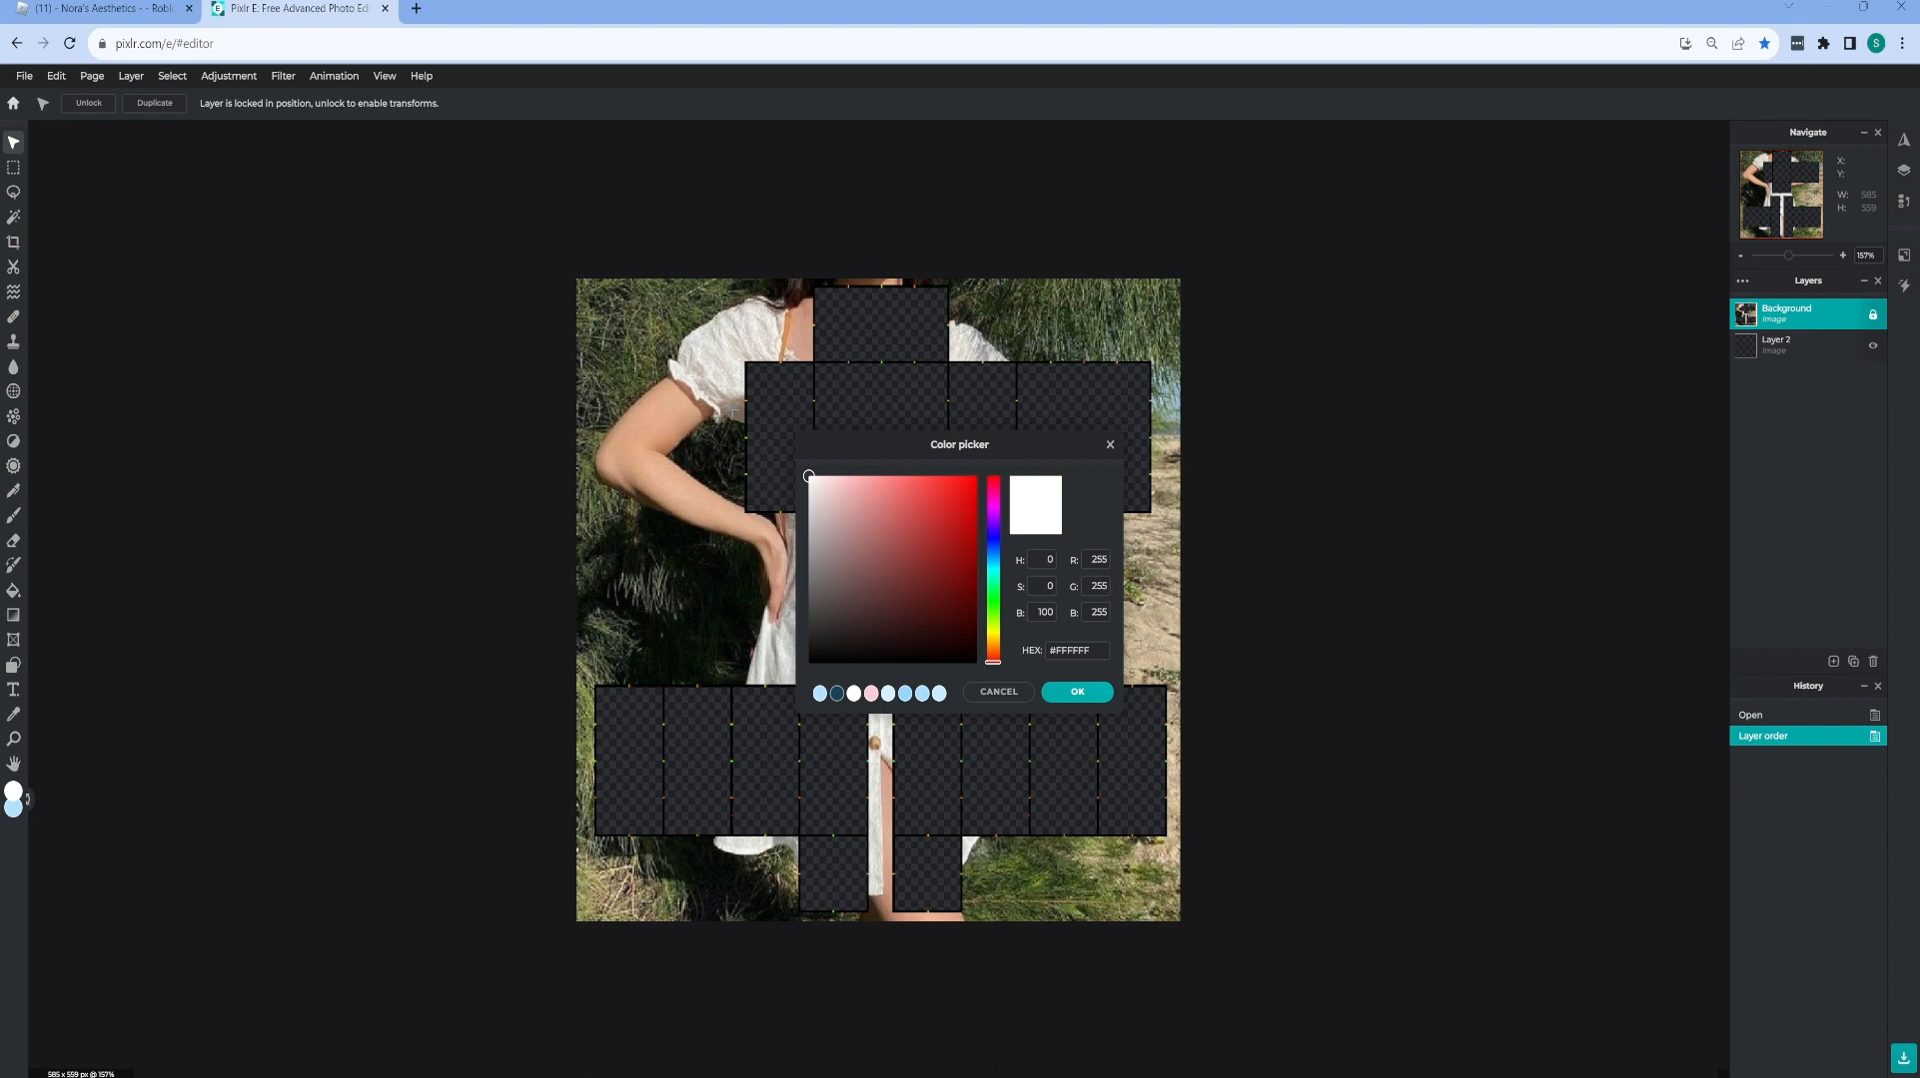 (11) - Nora's Aesthetics - - Robl
Pixlr E: Free Advanced Photo Edi
pixlr.com/e/#editor
S
File Edit Page Layer Select Adjustment Filter Animation View Help
Unlock Duplicate Layer is locked in position, unlock to enable transforms.
Navigate
X:
Y:
W: 585
H: 559
157%
Layers
Background
Image
Layer 2
Image
Color picker
H: 0 R: 255
S: 0 G: 255
B: 100 B: 255
HEX: #FFFFFF
CANCEL OK
History
Open
Layer order
585 x 559 px @ 157%